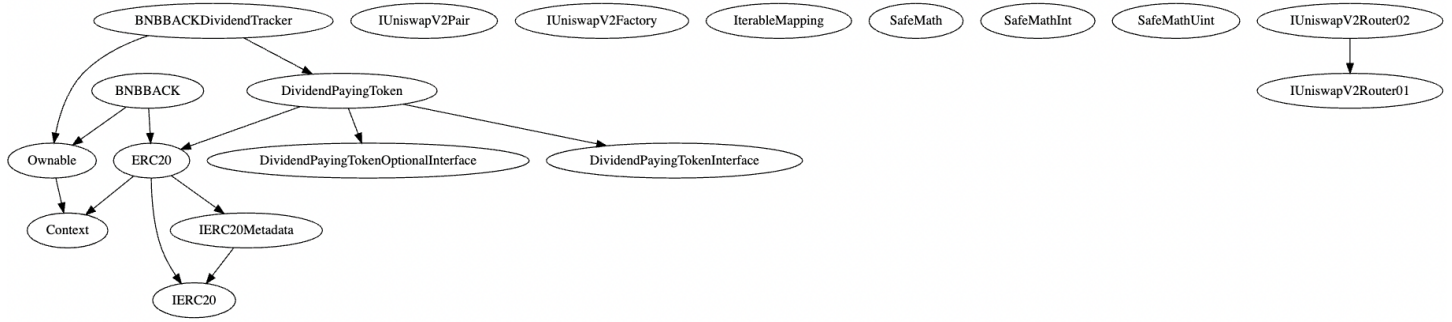 BNBBACKDividendTracker
IUniswapV2Pair
IUniswapV2Factory
IterableMapping
SafeMath
SafeMathInt
SafeMathUint
IUniswapV2Router02
BNBBACK
DividendPayingToken
IUniswapV2Router01
Ownable
ERC20
DividendPayingTokenOptionalInterface
DividendPayingTokenInterface
Context
IERC20Metadata
IERC20